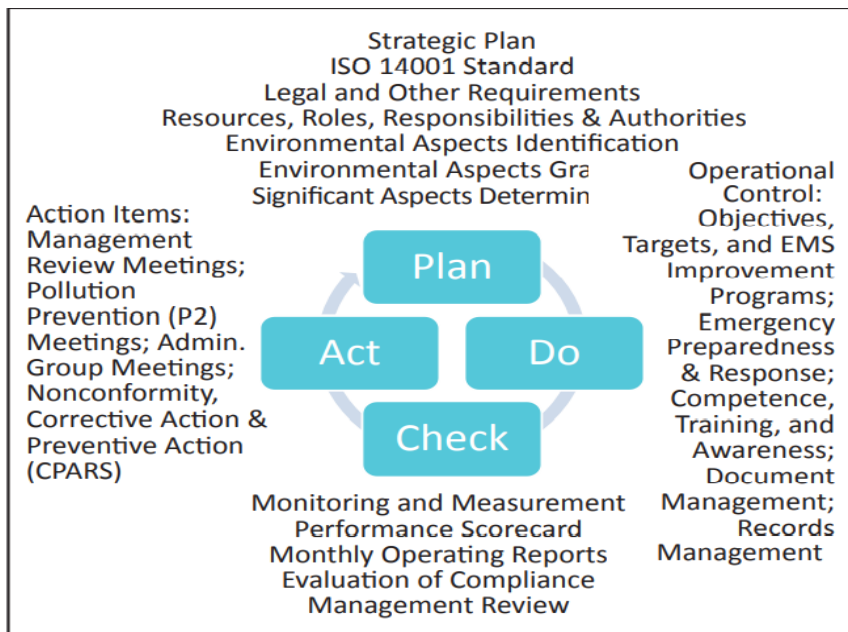 Strategic Plan
ISO 14001 Standard
Legal and Other Requirements
Resources, Roles, Responsibilities & Authorities
Environmental Aspects Identification
Environmental Aspects Gra
Significant Aspects Determin
Operational
Control:
Objectives,
Targets, and EMS
Improvement
Programs;
Emergency
Preparedness
& Response;
Competence,
Training, and
Awareness;
Document
Management;
Records
Management
Action Items:
Management
Review Meetings;
Pollution
Prevention (P2)
Meetings; Admin.
Group Meetings;
Nonconformity,
Corrective Action &
Preventive Action
(CPARS)
Plan
Act
Do
Check
Monitoring and Measurement
Performance Scorecard
Monthly Operating Reports
Evaluation of Compliance
Management Review